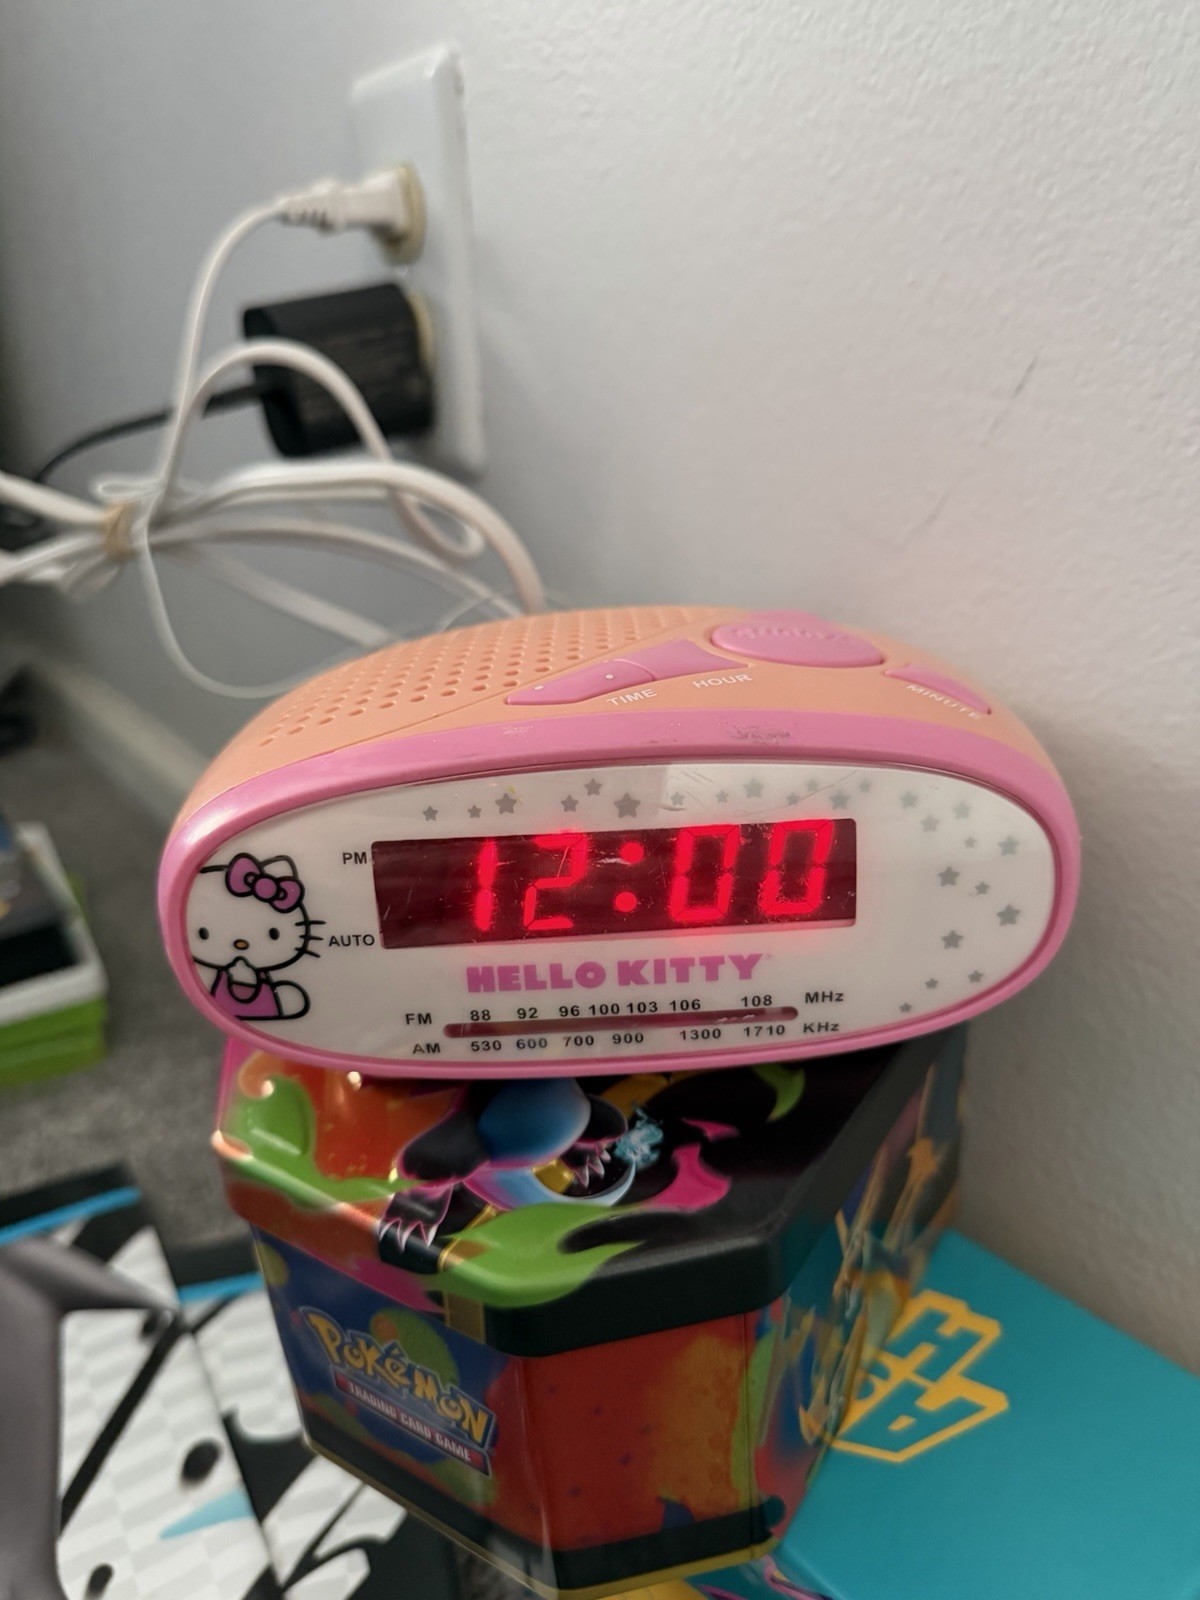 TIME HOUR
MINUTE
PM 12:00
AUTO
HELLO KITTY
FM 88 92 96 100 103 106 108 MHz
AM 530 600 700 900 1300 1710 KHz
POKéMON
TRADING CARD GAME